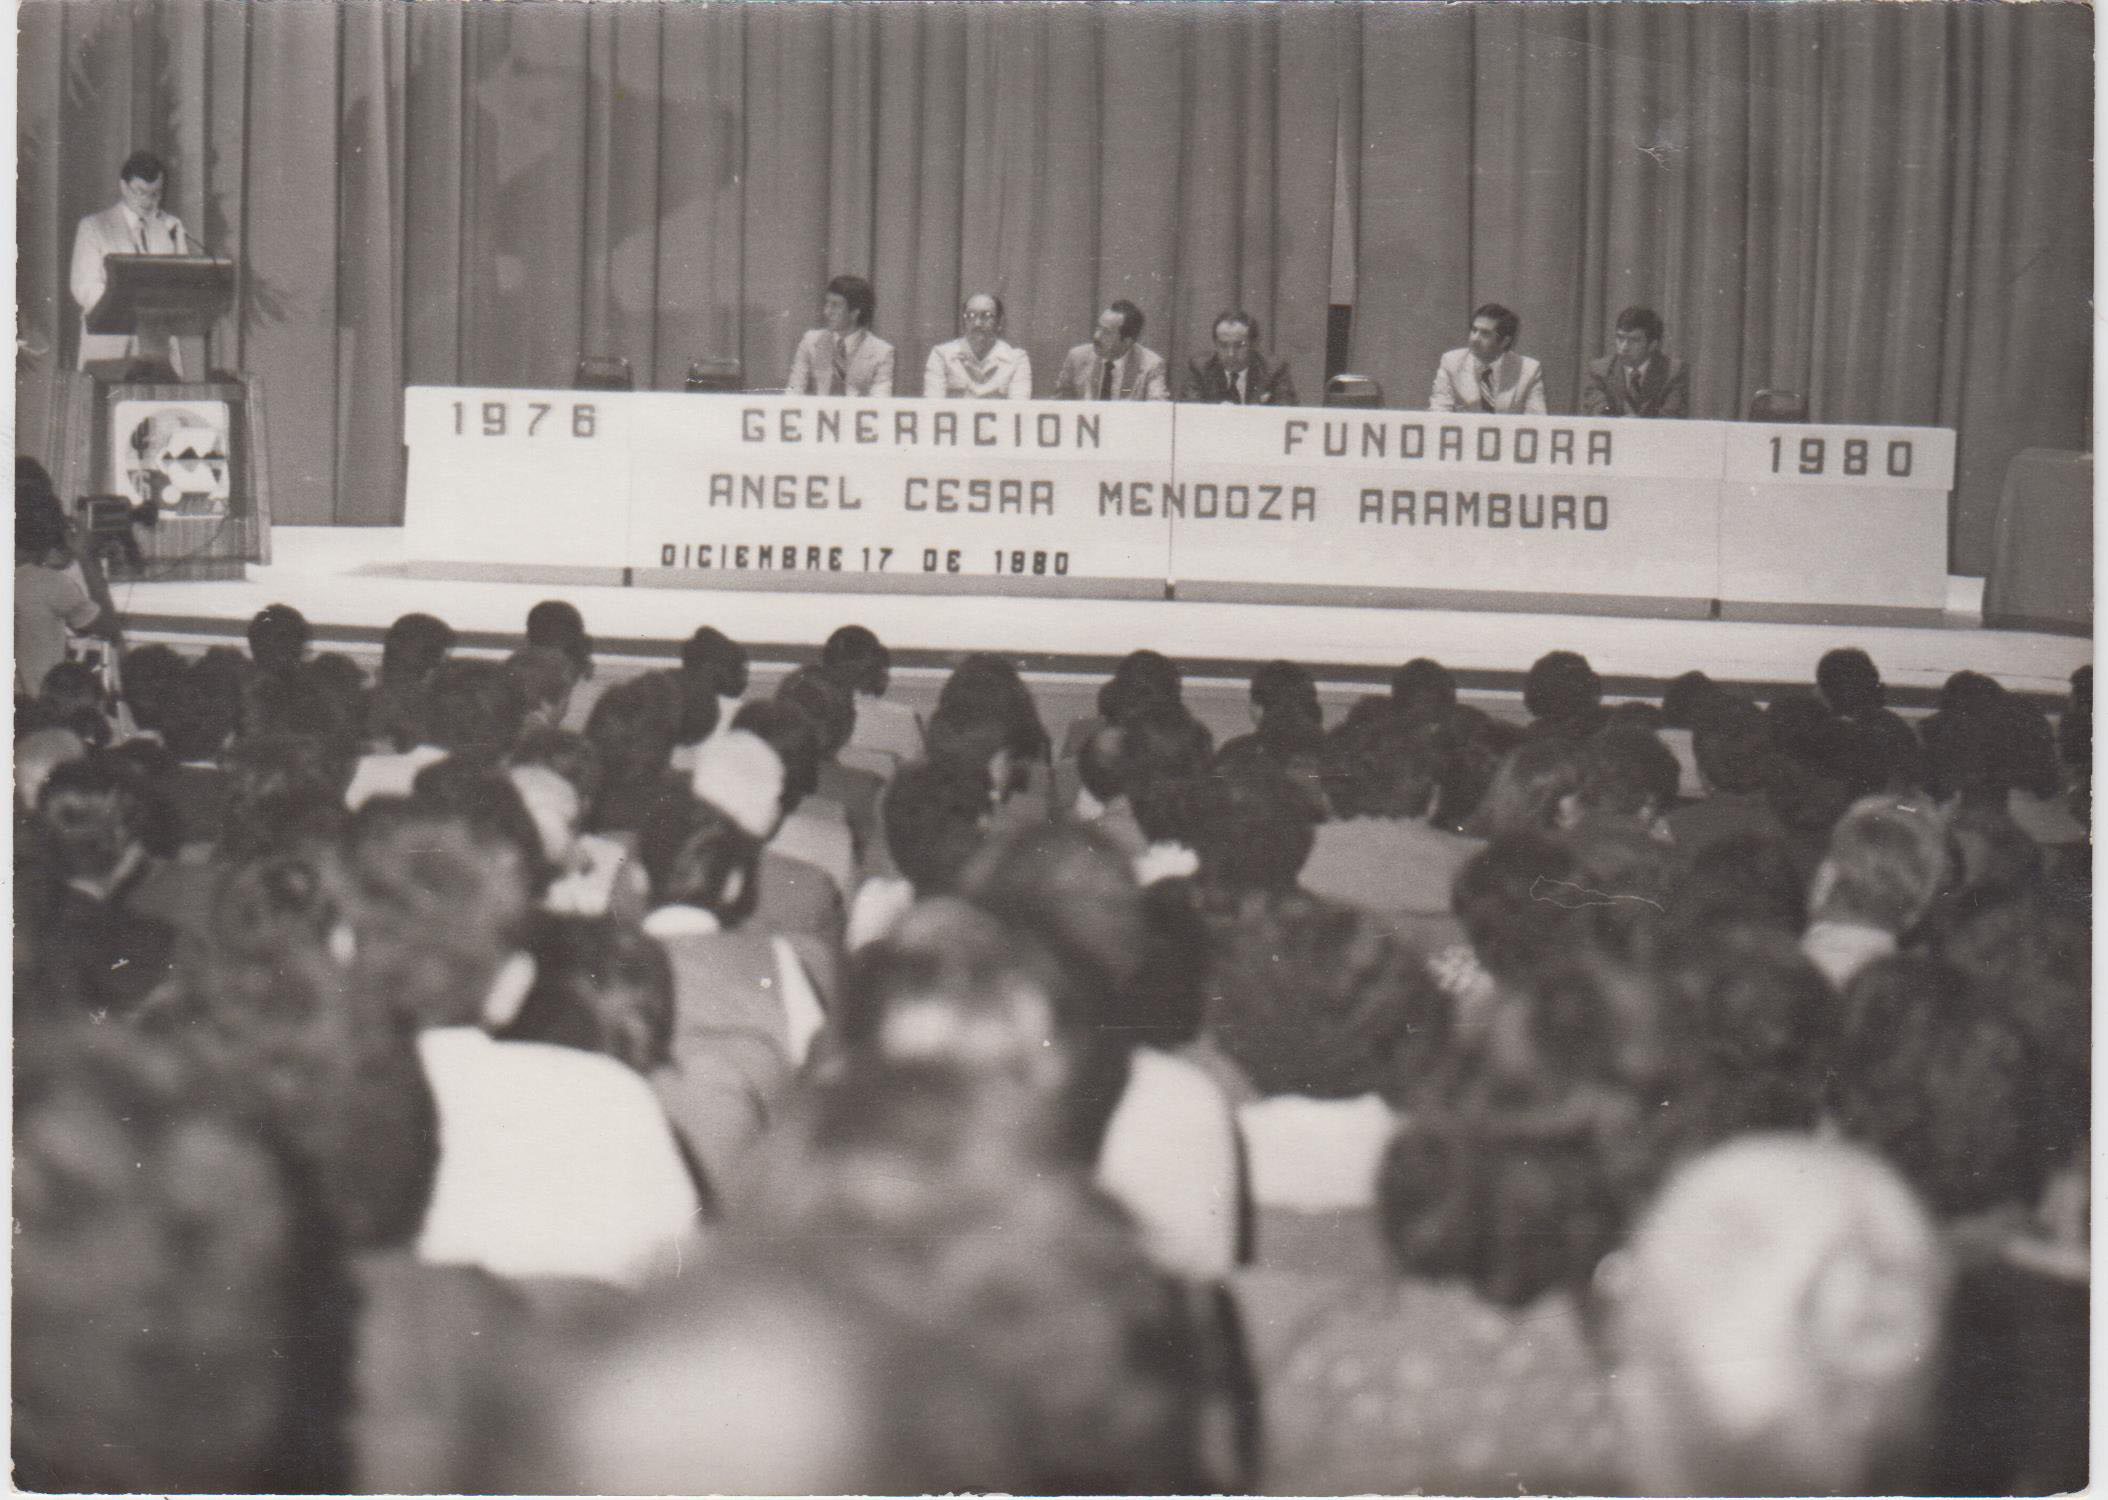 1976 GENERACION FUNDADORA 1980
ANGEL CESAR MENDOZA ARAMBURO
DICIEMBRE 17 DE 1980